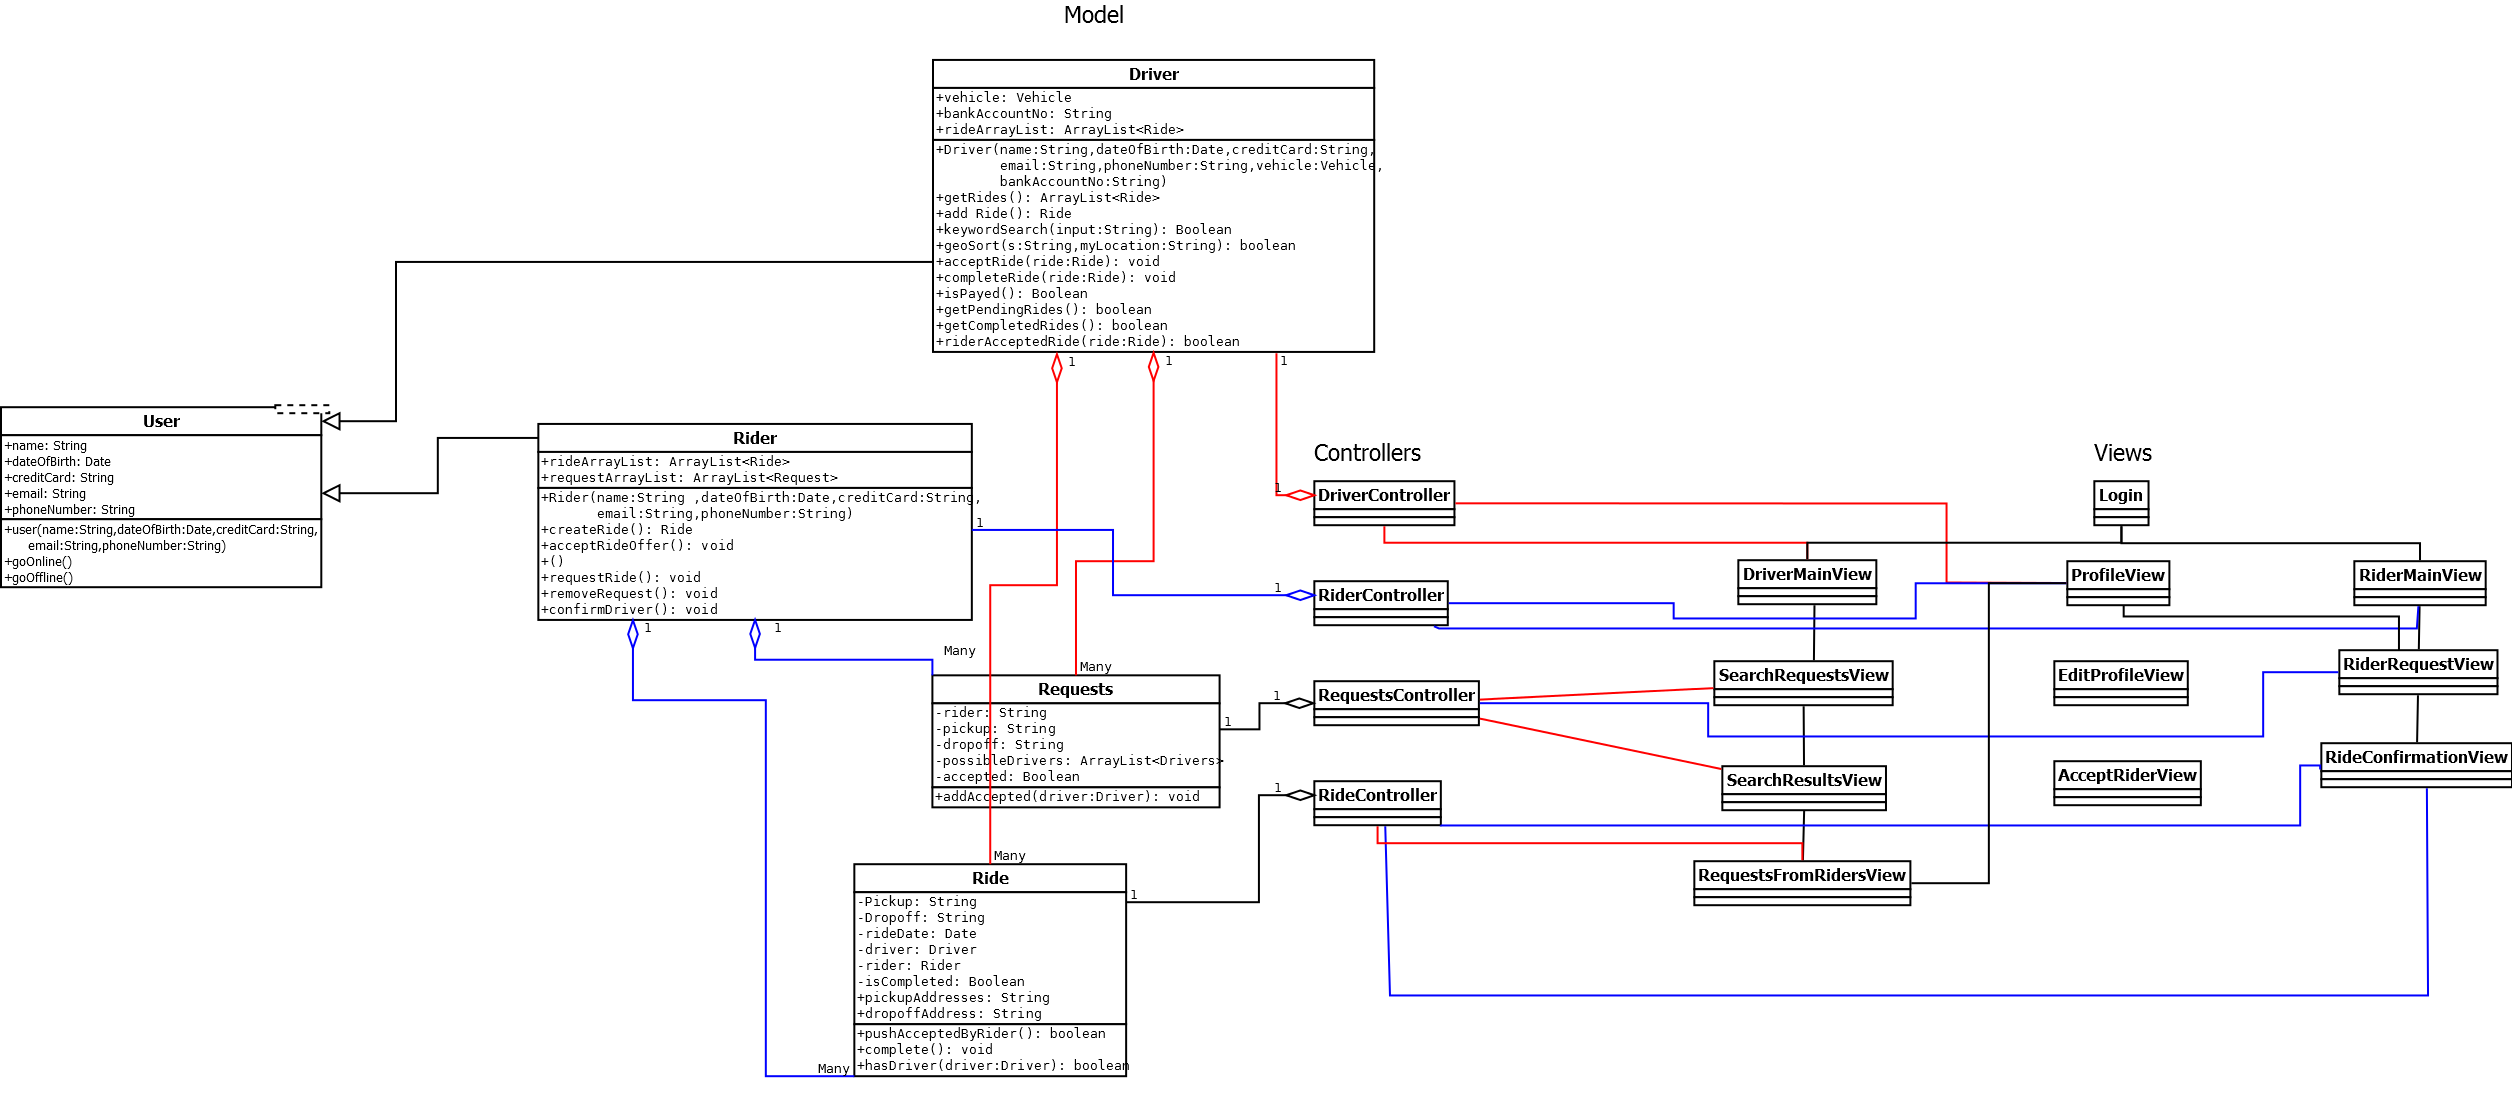 Model
Driver
+vehicle: Vehicle
+bankAccountNo: String
+rideArrayList: ArrayList<Ride>
+Driver(name:String,dateOfBirth:Date,creditCard:String,
email:String,phoneNumber:String,vehicle:Vehicle,
bankAccountNo:String)
+getRides(): ArrayList<Ride>
+add Ride(): Ride
+keywordSearch(input:String): Boolean
+geoSort(s:String,myLocation:String): boolean
+acceptRide(ride:Ride): void
+completeRide(ride:Ride): void
+isPayed(): Boolean
+getPendingRides(): boolean
+getCompletedRides(): boolean
+riderAcceptedRide(ride:Ride): boolean
1
1
1
User
+name: String
+dateOfBirth: Date
+creditCard: String
+email: String
+phoneNumber: String
+user(name:String,dateOfBirth:Date,creditCard:String,
email:String,phoneNumber:String)
+goOnline()
+goOffline()
Rider
+rideArrayList: ArrayList<Ride>
+requestArrayList: ArrayList<Request>
+Rider(name:String ,dateOfBirth:Date,creditCard:String,
email:String,phoneNumber:String)
+createRide(): Ride
+acceptRideOffer(): void
+()
+requestRide(): void
+removeRequest(): void
+confirmDriver(): void
1
1
1
Many
Many
Requests
-rider: String
-pickup: String
-dropoff: String
-possibleDrivers: ArrayList<Drivers>
-accepted: Boolean
+addAccepted(driver:Driver): void
1
Many
Ride
-Pickup: String
-Dropoff: String
-rideDate: Date
-driver: Driver
-rider: Rider
-isCompleted: Boolean
+pickupAddresses: String
+dropoffAddress: String
+pushAcceptedByRider(): boolean
+complete(): void
+hasDriver(driver:Driver): boolean
1
Many
Controllers
1
DriverController
1
RiderController
1
RequestsController
1
RideController
Views
Login
DriverMainView
ProfileView
RiderMainView
SearchRequestsView
EditProfileView
RiderRequestView
SearchResultsView
AcceptRiderView
RideConfirmationView
RequestsFromRidersView